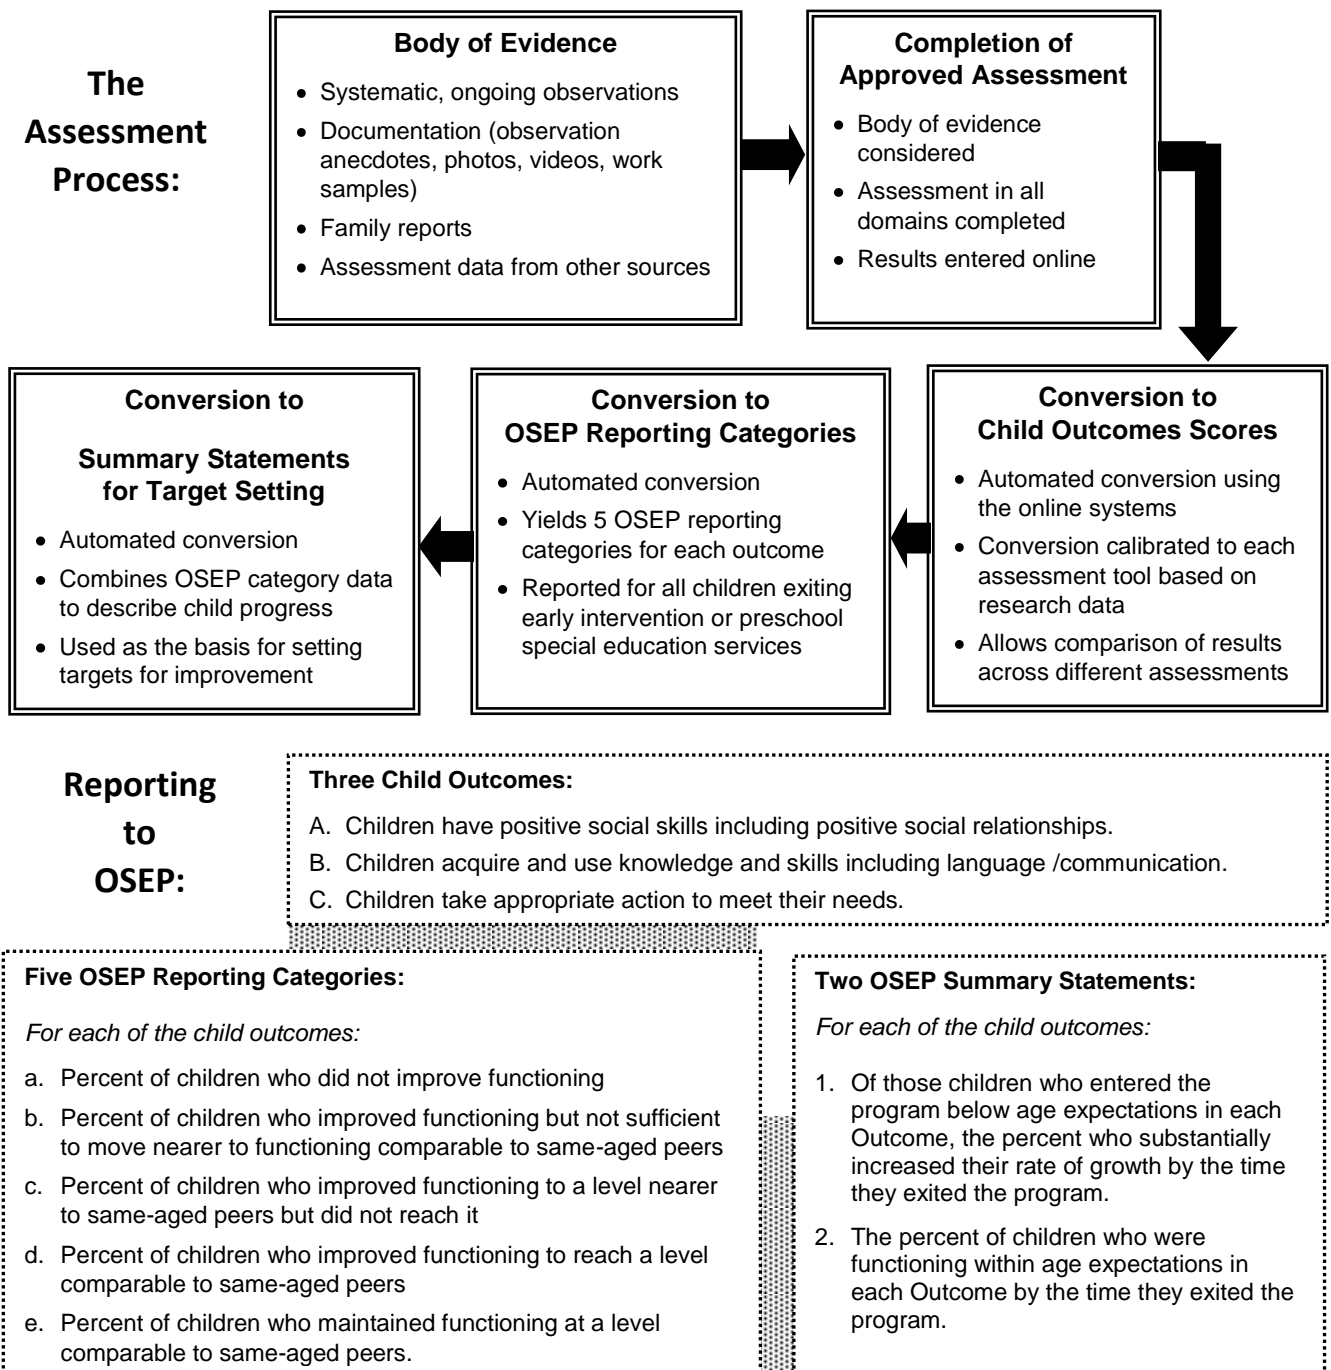 The
Assessment
Process:
Body of Evidence
• Systematic, ongoing observations
• Documentation (observation
anecdotes, photos, videos, work
samples)
• Family reports
• Assessment data from other sources
Completion of
Approved Assessment
• Body of evidence
considered
• Assessment in all
domains completed
• Results entered online
Conversion to
Child Outcomes Scores
• Automated conversion using
the online systems
• Conversion calibrated to each
assessment tool based on
research data
• Allows comparison of results
across different assessments
Conversion to
OSEP Reporting Categories
• Automated conversion
• Yields 5 OSEP reporting
categories for each outcome
• Reported for all children exiting
early intervention or preschool
special education services
Conversion to
Summary Statements
for Target Setting
• Automated conversion
• Combines OSEP category data
to describe child progress
• Used as the basis for setting
targets for improvement
Reporting
to
OSEP:
Three Child Outcomes:
A. Children have positive social skills including positive social relationships.
B. Children acquire and use knowledge and skills including language /communication.
C. Children take appropriate action to meet their needs.
Five OSEP Reporting Categories:
For each of the child outcomes:
a. Percent of children who did not improve functioning
b. Percent of children who improved functioning but not sufficient
to move nearer to functioning comparable to same-aged peers
c. Percent of children who improved functioning to a level nearer
to same-aged peers but did not reach it
d. Percent of children who improved functioning to reach a level
comparable to same-aged peers
e. Percent of children who maintained functioning at a level
comparable to same-aged peers.
Two OSEP Summary Statements:
For each of the child outcomes:
1. Of those children who entered the
program below age expectations in each
Outcome, the percent who substantially
increased their rate of growth by the time
they exited the program.
2. The percent of children who were
functioning within age expectations in
each Outcome by the time they exited the
program.